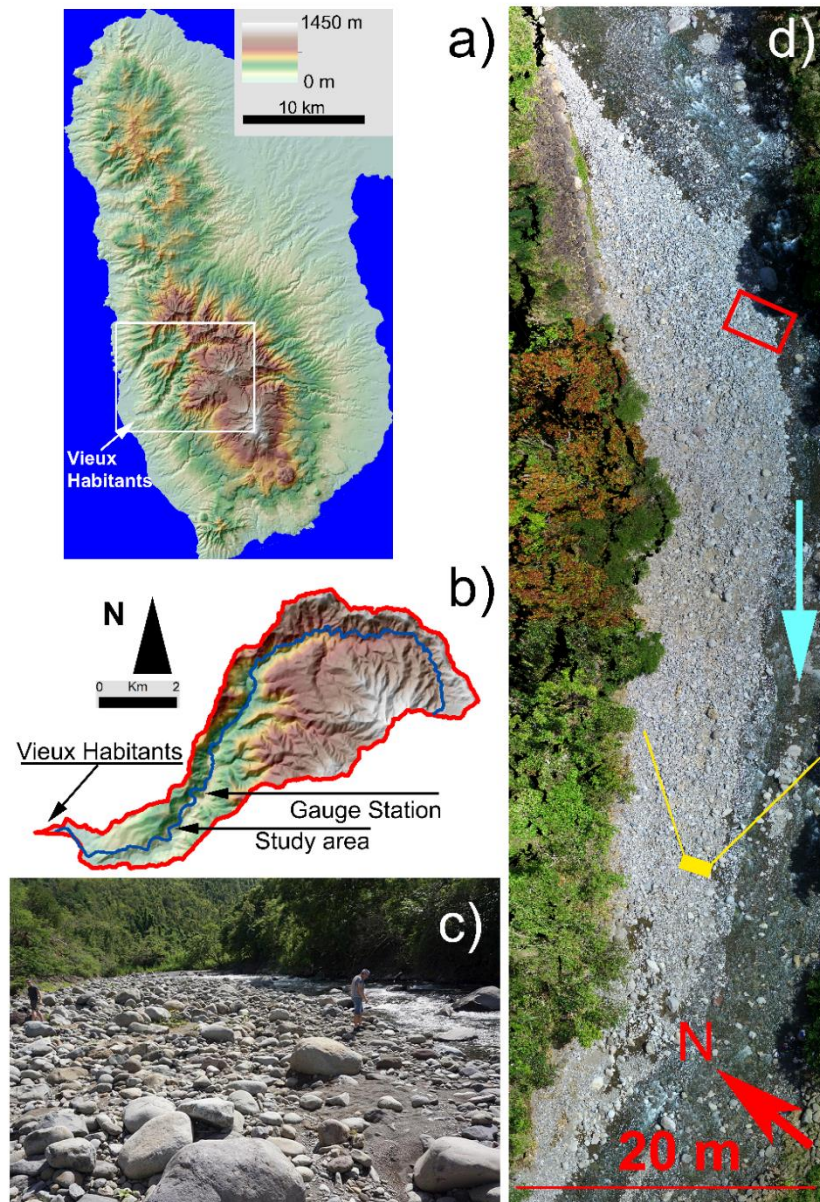 a)
1450 m
0 m
10 km
Vieux
Habitants
b)
N
0 Km 2
Vieux Habitants
Gauge Station
Study area
c)
d)
N
20 m